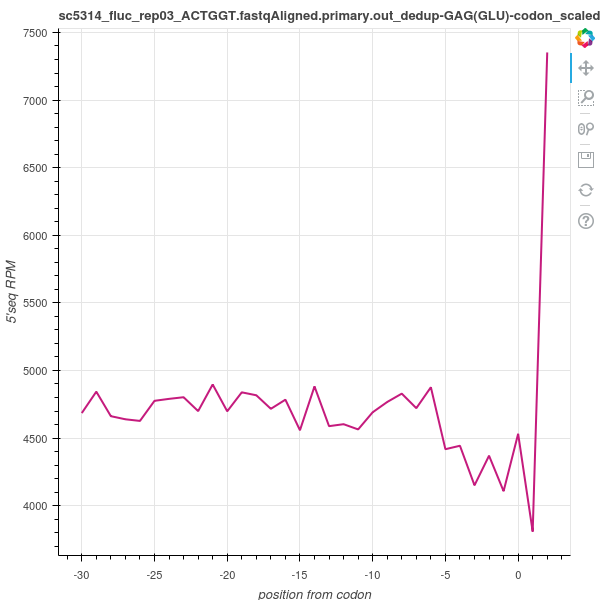 sc5314_fluc_rep03_ACTGGT.fastqAligned.primary.out_dedup-GAG(GLU)-codon_scaled
7500
7000
6500
6000
5500
5000
4500
4000
5'seq RPM
-30 -25 -20 -15 -10 -5 0
position from codon